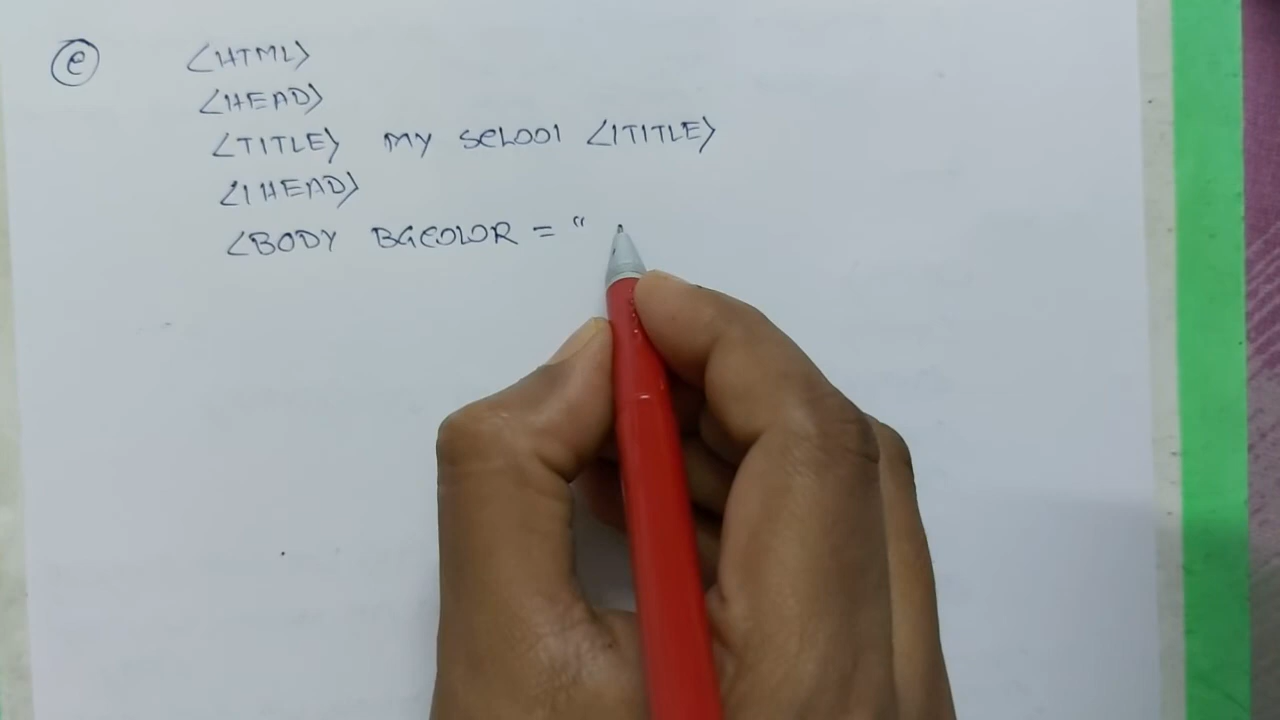 (e) <HTML>
<HEAD>
<TITLE> MY SCHOOL </TITLE>
</HEAD>
<BODY BGCOLOR = "